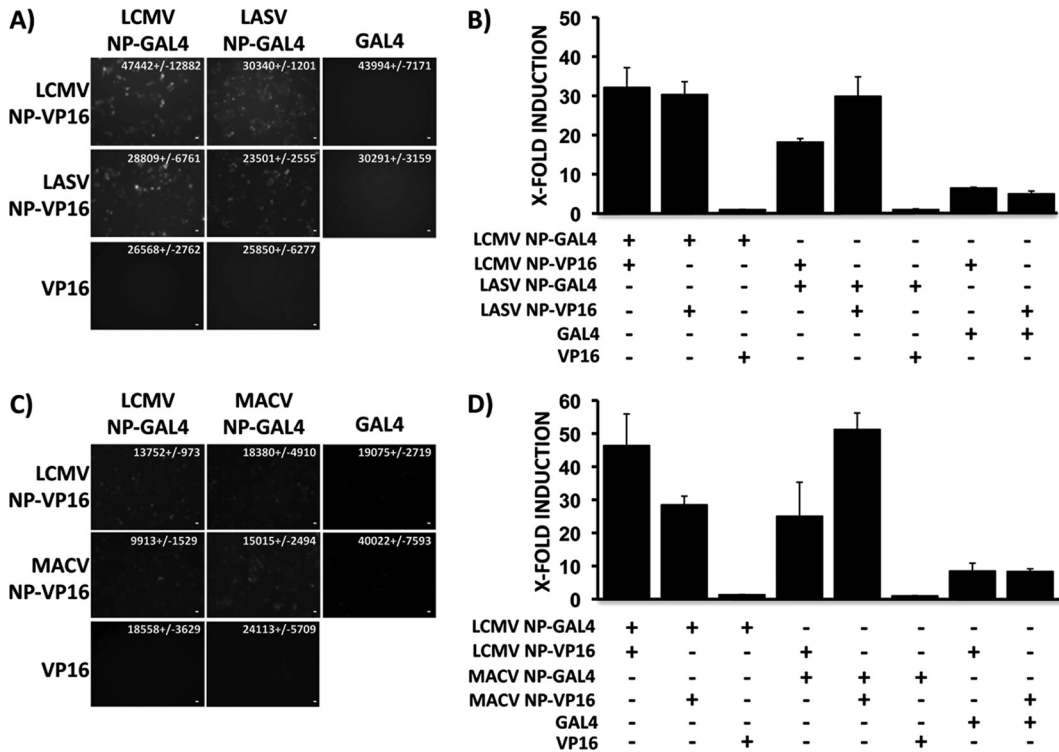 A)
LCMV NP-GAL4
LASV NP-GAL4
GAL4
LCMV NP-VP16
47442+/-12882
30340+/-1201
43994+/-7171
LASV NP-VP16
28809+/-6761
23501+/-2555
30291+/-3159
VP16
26568+/-2762
25850+/-6277
B)
X-FOLD INDUCTION
50
40
30
20
10
0
LCMV NP-GAL4 + + + - - - - -
LCMV NP-VP16 + - - + - - + -
LASV NP-GAL4 - - - + + + - -
LASV NP-VP16 - + - - + - - +
GAL4 - - - - - - + +
VP16 - - + - - + - -
C)
LCMV NP-GAL4
MACV NP-GAL4
GAL4
LCMV NP-VP16
13752+/-973
18380+/-4910
19075+/-2719
MACV NP-VP16
9913+/-1529
15015+/-2494
40022+/-7593
VP16
18558+/-3629
24113+/-5709
D)
X-FOLD INDUCTION
60
50
40
30
20
10
0
LCMV NP-GAL4 + + + - - - - -
LCMV NP-VP16 + - - + - - + -
MACV NP-GAL4 - - - + + + - -
MACV NP-VP16 - + - - + - - +
GAL4 - - - - - - + +
VP16 - - + - - + - -